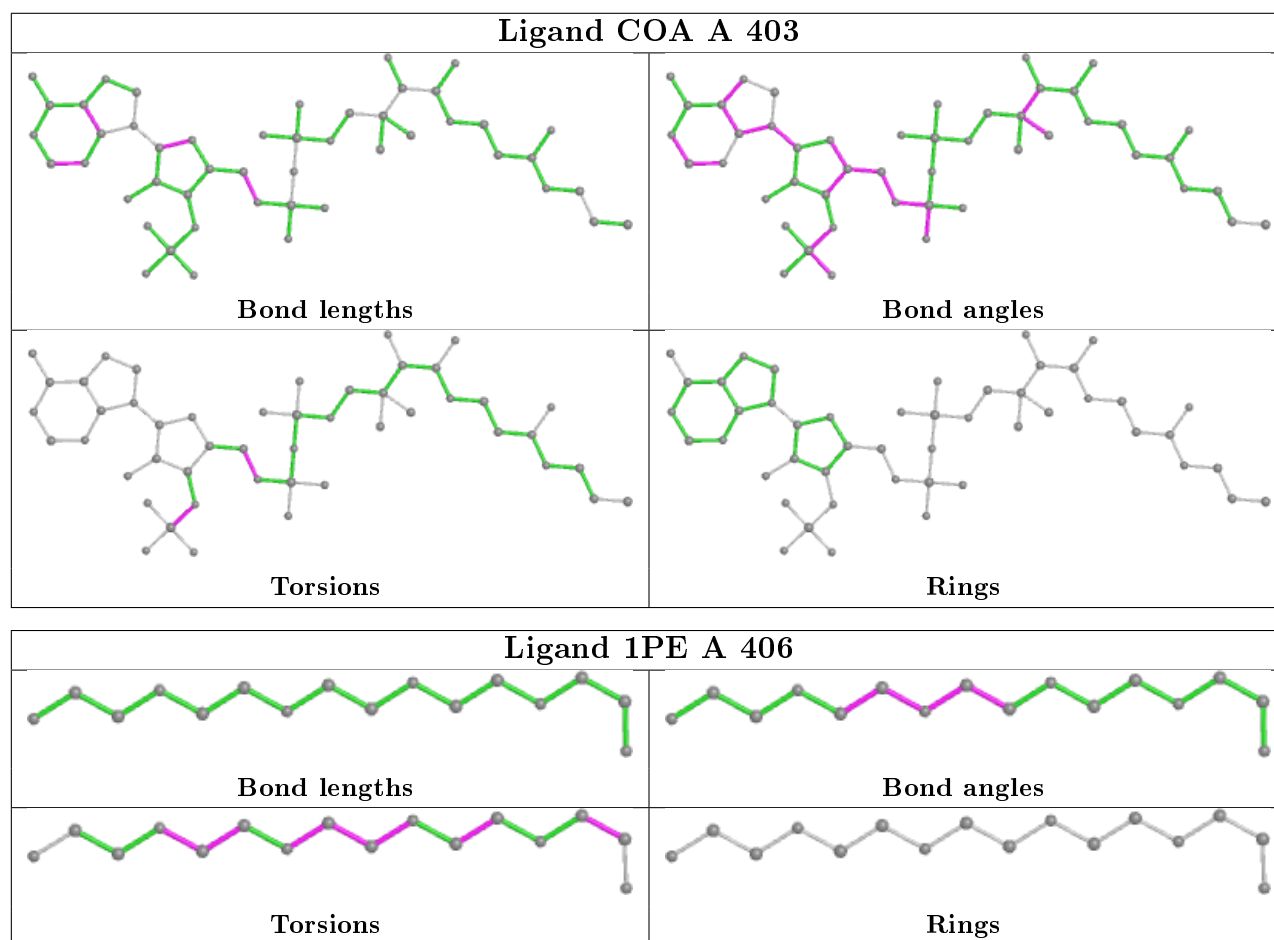 Ligand COA A 403
Bond lengths
Bond angles
Torsions
Rings
Ligand 1PE A 406
Bond lengths
Bond angles
Torsions
Rings